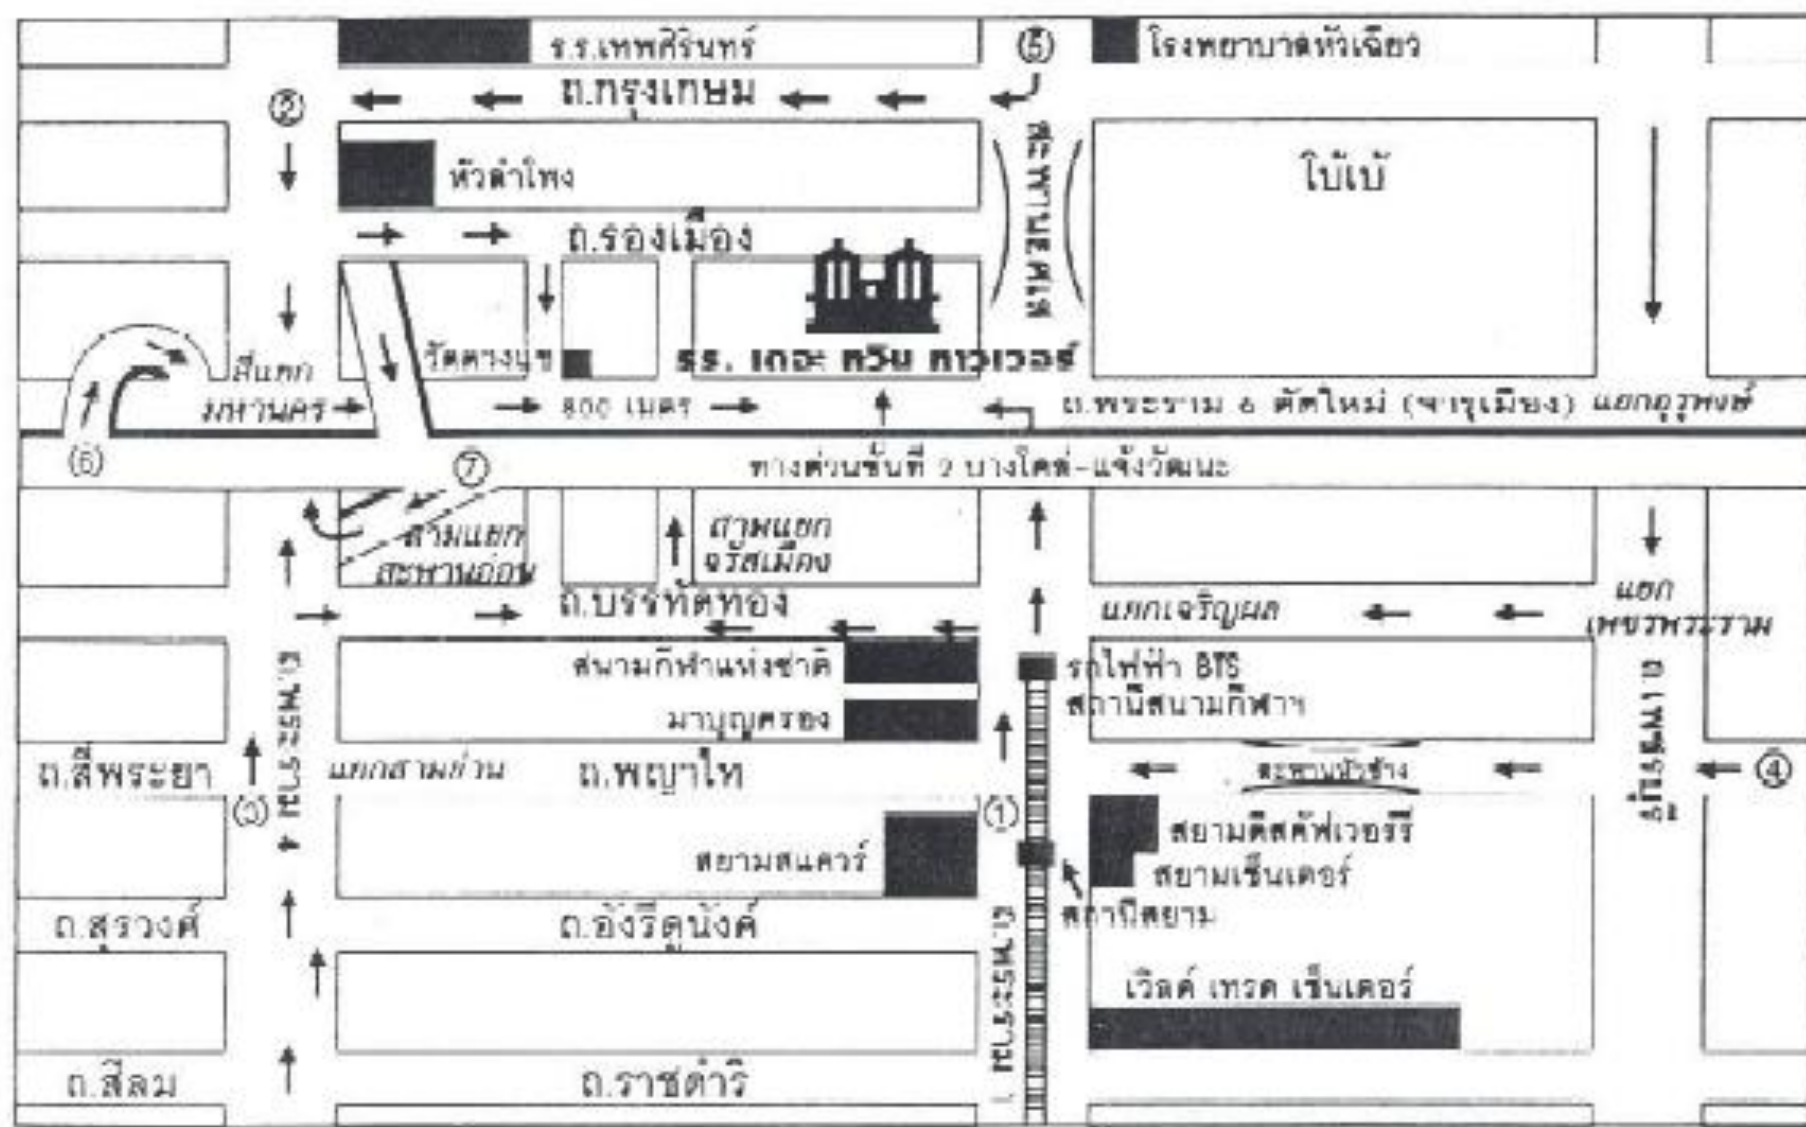 ร.ร.เทพศิรินทร์
⑤
โรงพยาบาลหัวเฉียว
②
ถ.กรุงเกษม
หัวลำโพง
สะพานยศเส
โบ๊เบ๊
ถ.รองเมือง
วัดดวงแข
รร. เดอะ ทวิน ทาวเวอร์
สี่แยก
มหานคร
800 เมตร
ถ.พระราม 6 ตัดใหม่ (จารุเมือง)
แยกอุรุพงษ์
⑥
⑦
ทางด่วนขั้นที่ 2 บางโคล่-แจ้งวัฒนะ
สามแยก
สะพานอ่อน
สามแยก
จรัสเมือง
ถ.บรรทัดทอง
แยกเจริญผล
แยก
เพชรพระราม
ถ.พระราม 4
สนามกีฬาแห่งชาติ
รถไฟฟ้า BTS
สถานีสนามกีฬาฯ
มาบุญครอง
ถ.เพชรบุรี
ถ.สี่พระยา
แยกสามย่าน
ถ.พญาไท
สะพานหัวช้าง
④
③
①
สยามสแควร์
สยามดิสคัฟเวอรรี่
สยามเซ็นเตอร์
สถานีสยาม
ถ.สุรวงศ์
ถ.อังรีดูนังต์
ถ.พระราม 1
เวิลด์ เทรด เซ็นเตอร์
ถ.สีลม
ถ.ราชดำริ